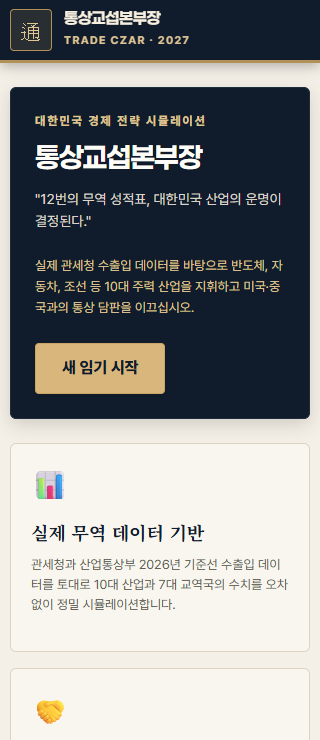 通
통상교섭본부장
TRADE CZAR · 2027
대한민국 경제 전략 시뮬레이션
통상교섭본부장
"12번의 무역 성적표, 대한민국 산업의 운명이
결정된다."
실제 관세청 수출입 데이터를 바탕으로 반도체, 자
동차, 조선 등 10대 주력 산업을 지휘하고 미국·중
국과의 통상 담판을 이끄십시오.
새 임기 시작
실제 무역 데이터 기반
관세청과 산업통상부 2026년 기준선 수출입 데이
터를 토대로 10대 산업과 7대 교역국의 수치를 오차
없이 정밀 시뮬레이션합니다.